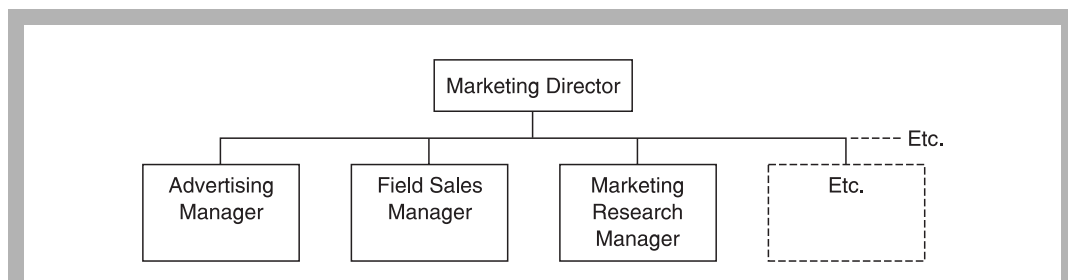 Marketing Director
Etc.
Advertising
Manager
Field Sales
Manager
Marketing
Research
Manager
Etc.